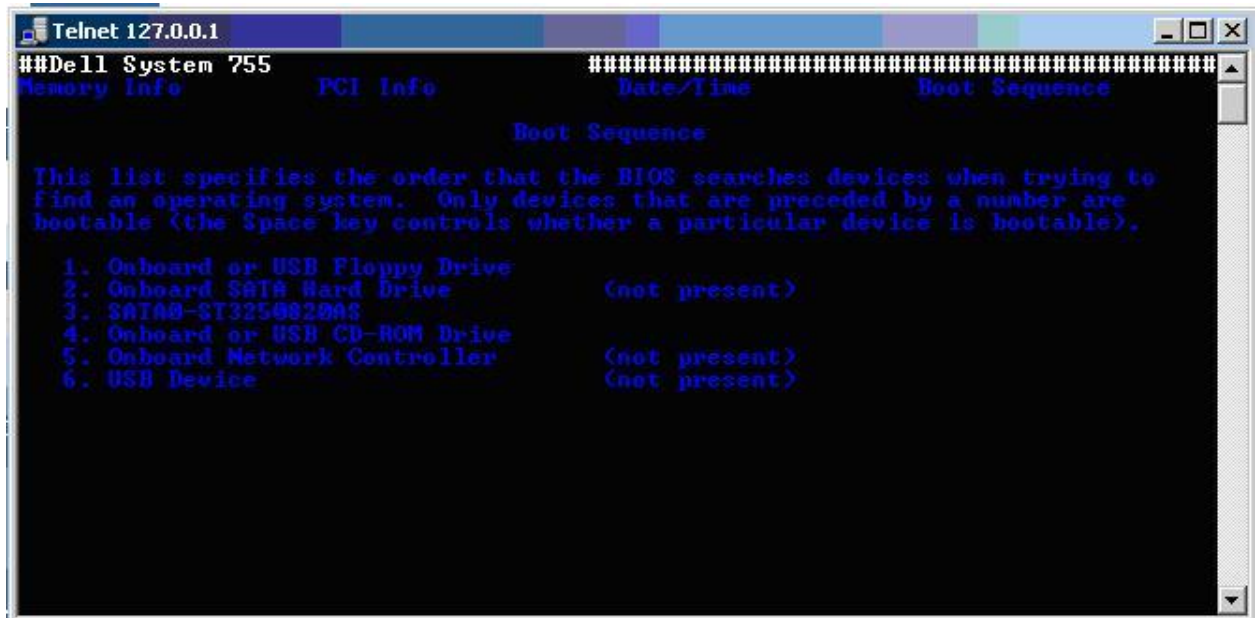 Telnet 127.0.0.1
##Dell System 755 ##########################################
Memory Info PCI Info Date/Time Boot Sequence
Boot Sequence
This list specifies the order that the BIOS searches devices when trying to
find an operating system. Only devices that are preceded by a number are
bootable (the Space key controls whether a particular device is bootable).
1. Onboard or USB Floppy Drive
2. Onboard SATA Hard Drive (not present)
3. SATA0-ST3250820AS
4. Onboard or USB CD-ROM Drive
5. Onboard Network Controller (not present)
6. USB Device (not present)